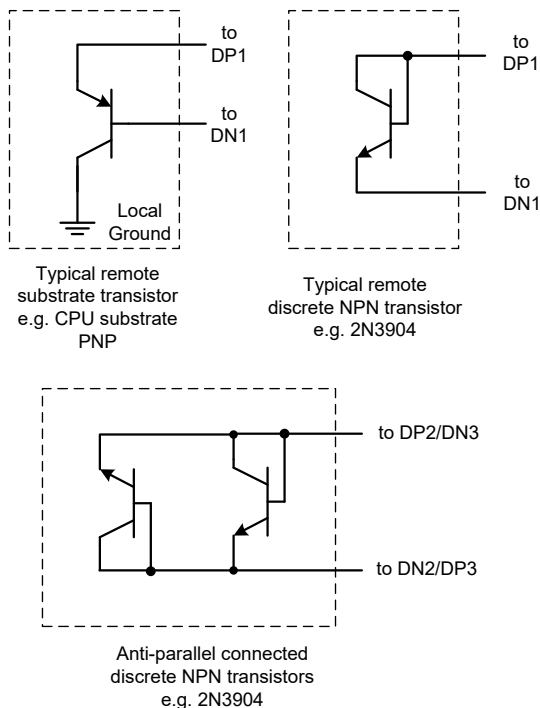 to
DP1
to
DN1
Local
Ground
Typical remote
substrate transistor
e.g. CPU substrate
PNP
to
DP1
to
DN1
Typical remote
discrete NPN transistor
e.g. 2N3904
to DP2/DN3
to DN2/DP3
Anti-parallel connected
discrete NPN transistors
e.g. 2N3904